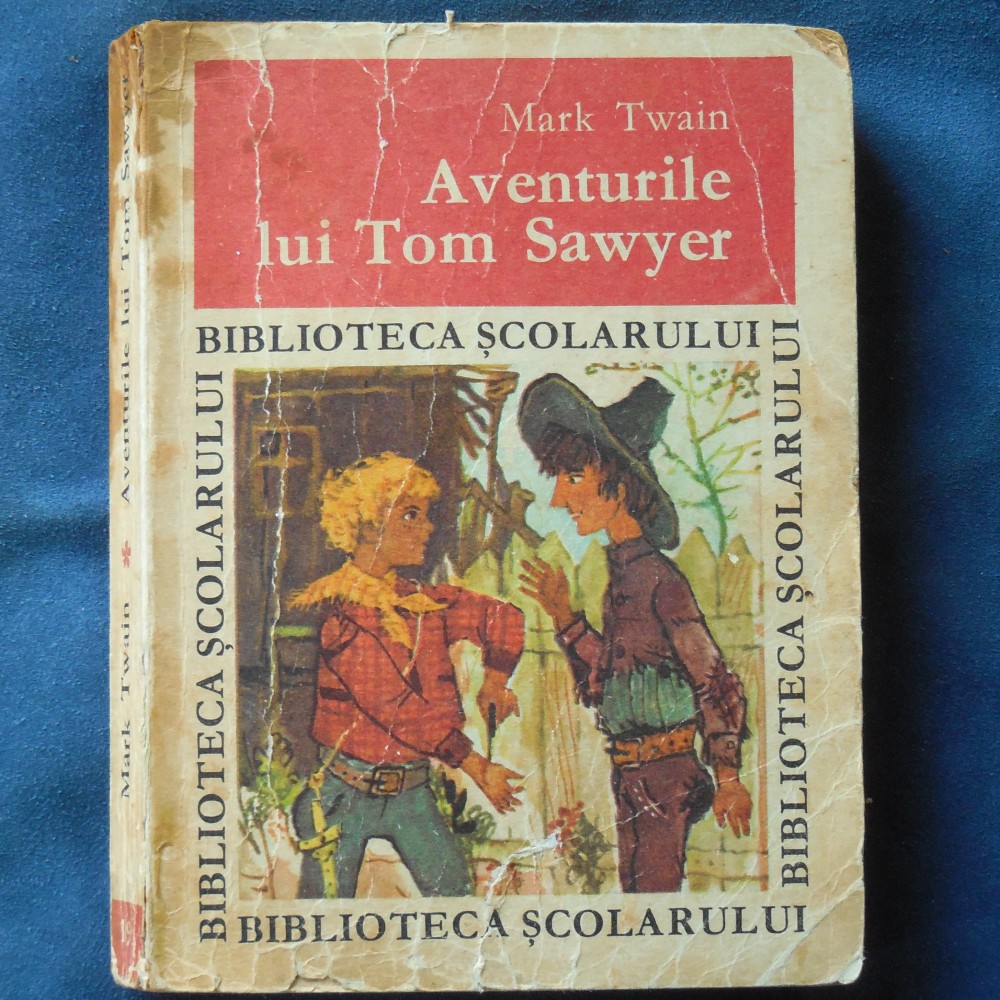 Mark Twain
Aventurile
lui Tom Sawyer
BIBLIOTECA ȘCOLARULUI
BIBLIOTECA ȘCOLARULUI
BIBLIOTECA ȘCOLARULUI
BIBLIOTECA ȘCOLARULUI
Mark Twain * Aventurile lui Tom Sawyer